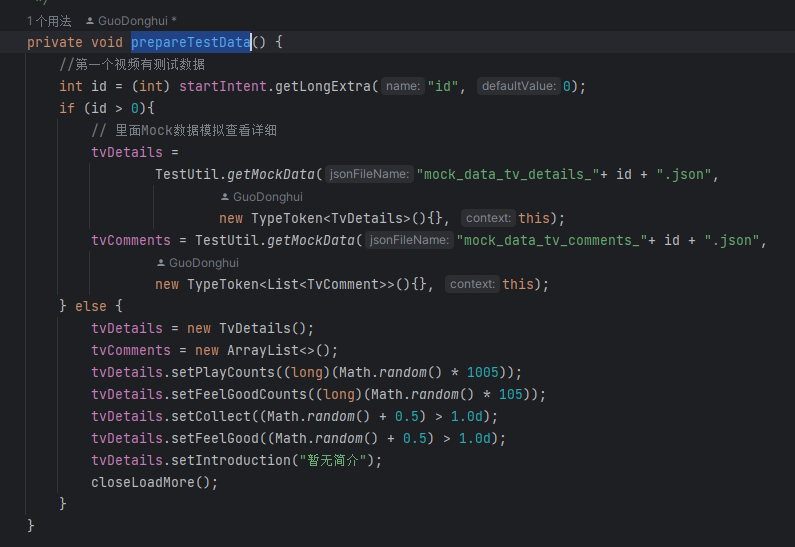 */
1个用法 GuoDonghui *
private void prepareTestData() {
//第一个视频有测试数据
int id = (int) startIntent.getLongExtra( name: "id", defaultValue: 0);
if (id > 0){
// 里面Mock数据模拟查看详细
tvDetails =
TestUtil.getMockData( jsonFileName: "mock_data_tv_details_"+ id + ".json",
GuoDonghui
new TypeToken<TvDetails>(){}, context: this);
tvComments = TestUtil.getMockData( jsonFileName: "mock_data_tv_comments_"+ id + ".json",
GuoDonghui
new TypeToken<List<TvComment>>(){}, context: this);
} else {
tvDetails = new TvDetails();
tvComments = new ArrayList<>();
tvDetails.setPlayCounts((long)(Math.random() * 1005));
tvDetails.setFeelGoodCounts((long)(Math.random() * 105));
tvDetails.setCollect((Math.random() + 0.5) > 1.0d);
tvDetails.setFeelGood((Math.random() + 0.5) > 1.0d);
tvDetails.setIntroduction("暂无简介");
closeLoadMore();
}
}